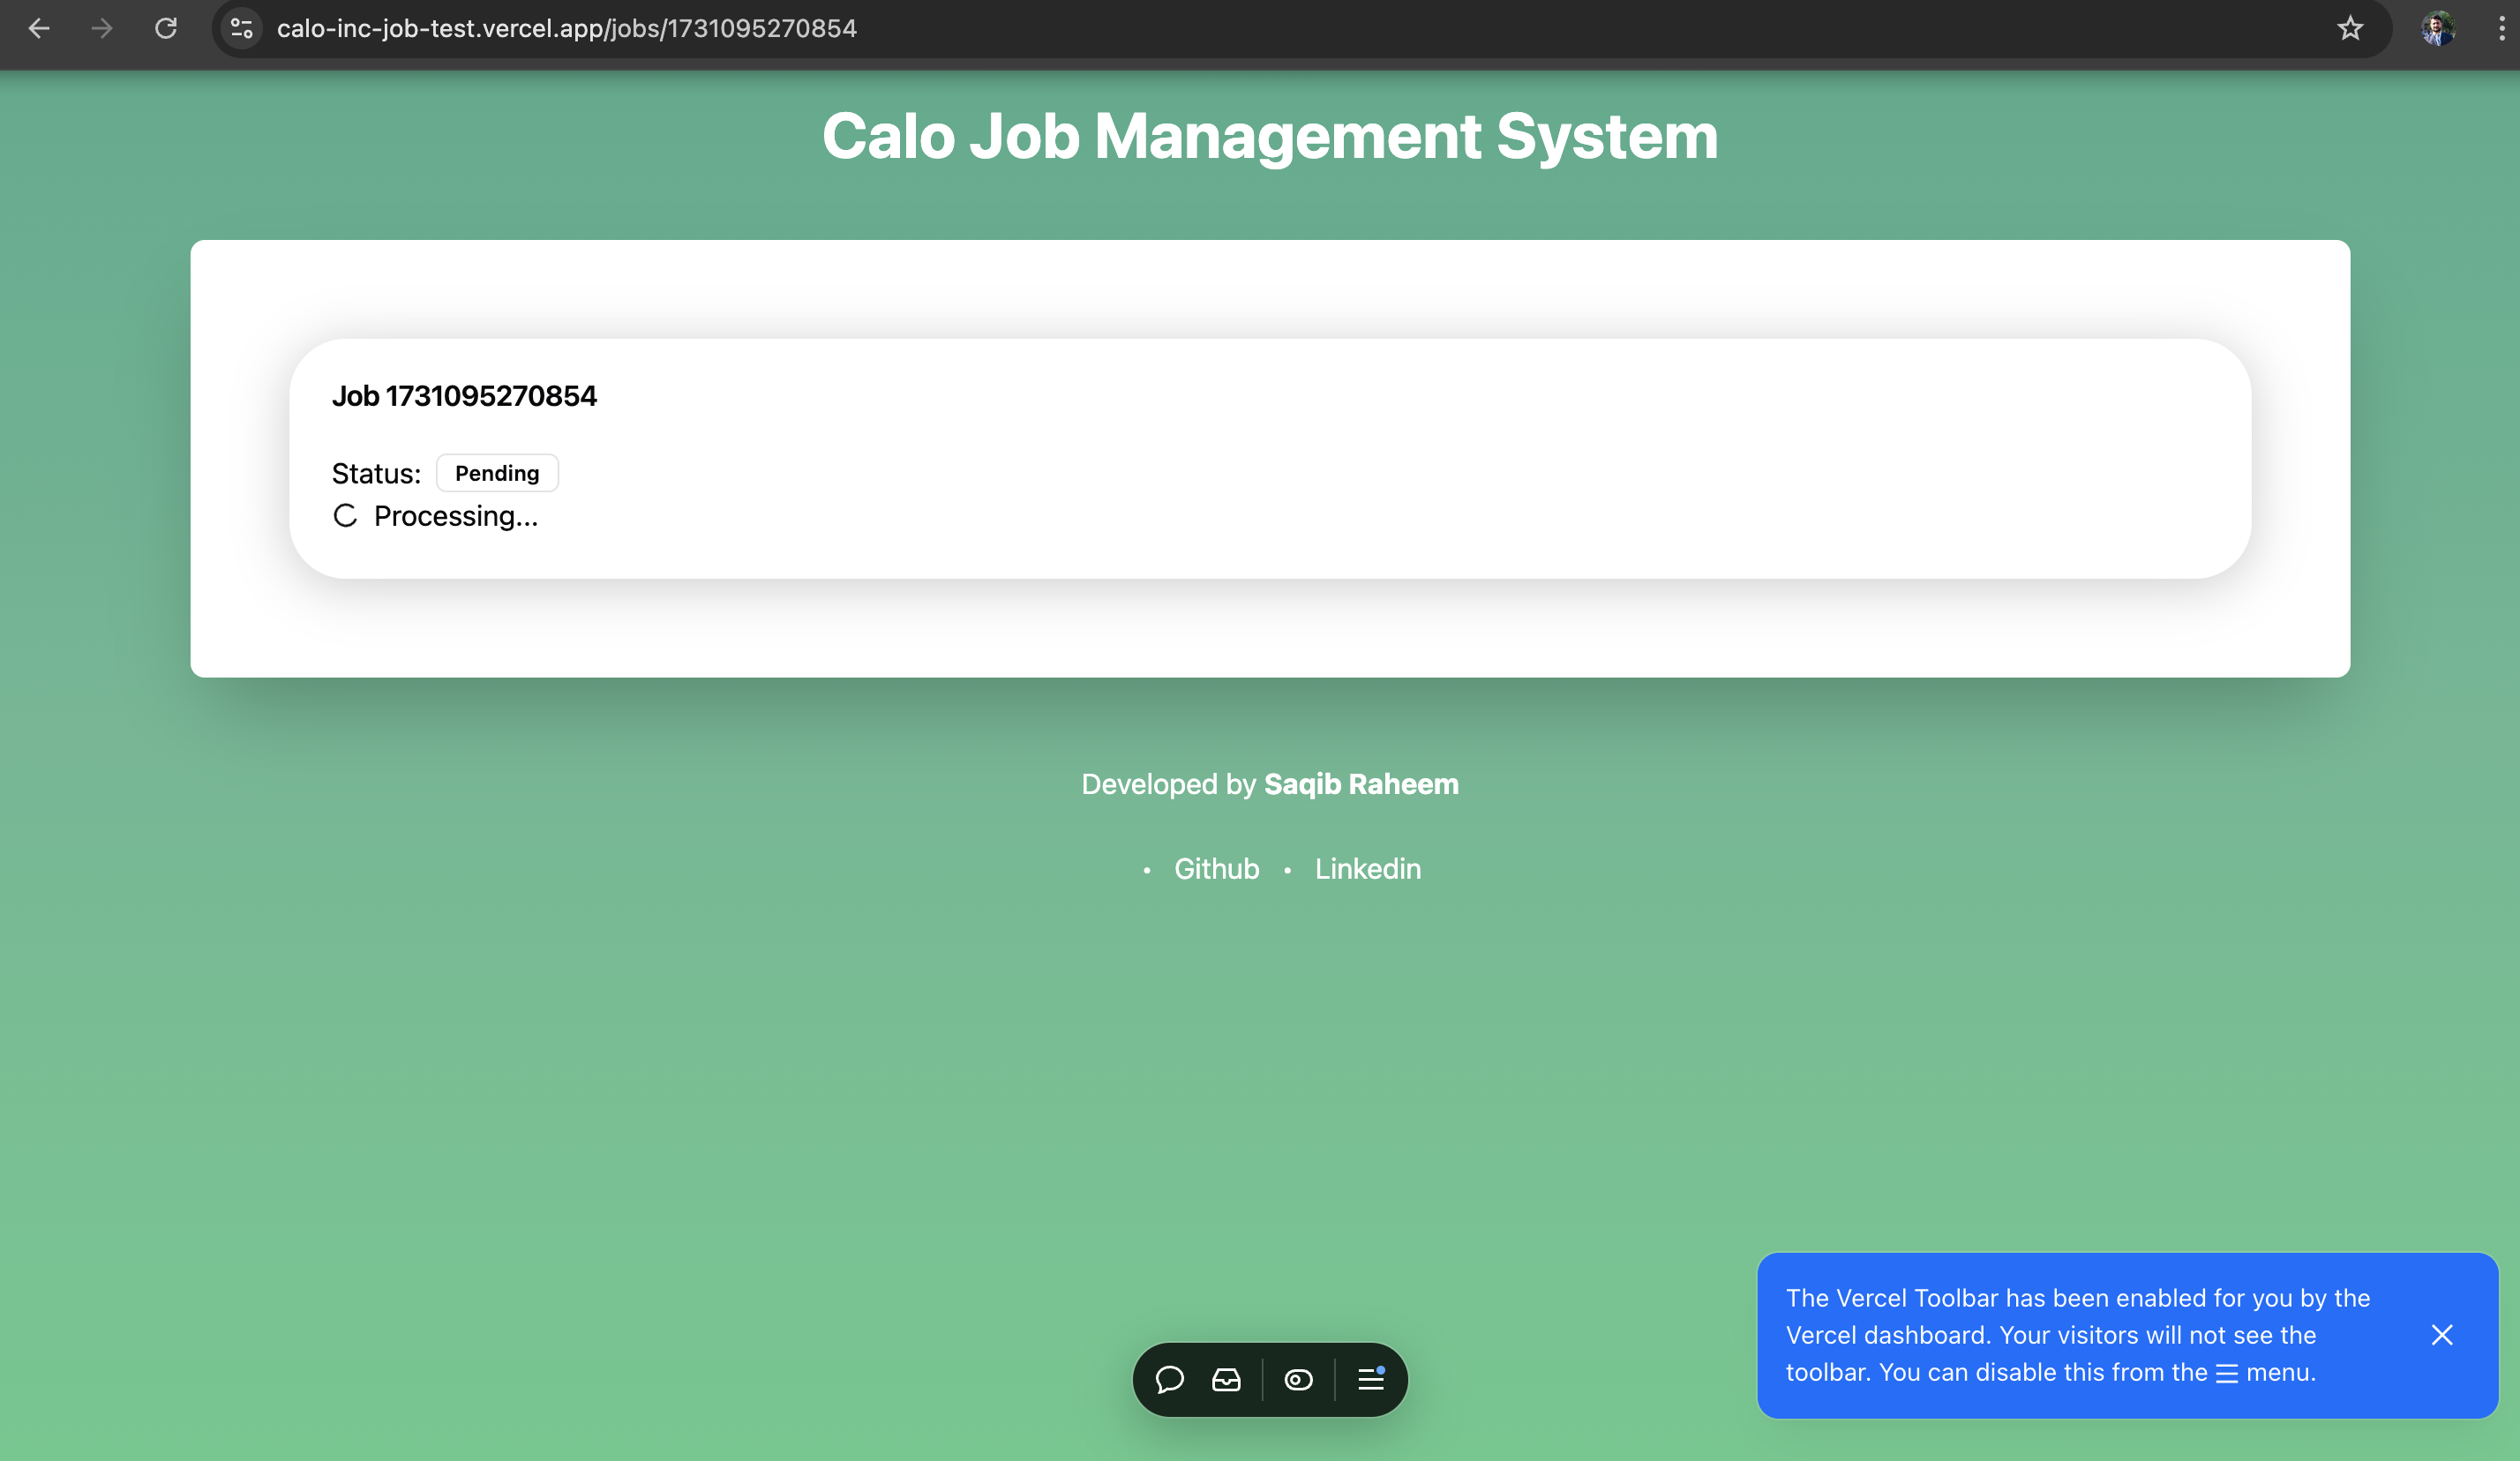 calo-inc-job-test.vercel.app/jobs/1731095270854
Calo Job Management System
Job 1731095270854
Status: Pending
Processing...
Developed by Saqib Raheem
• Github • Linkedin
The Vercel Toolbar has been enabled for you by the
Vercel dashboard. Your visitors will not see the
toolbar. You can disable this from the ☰ menu.